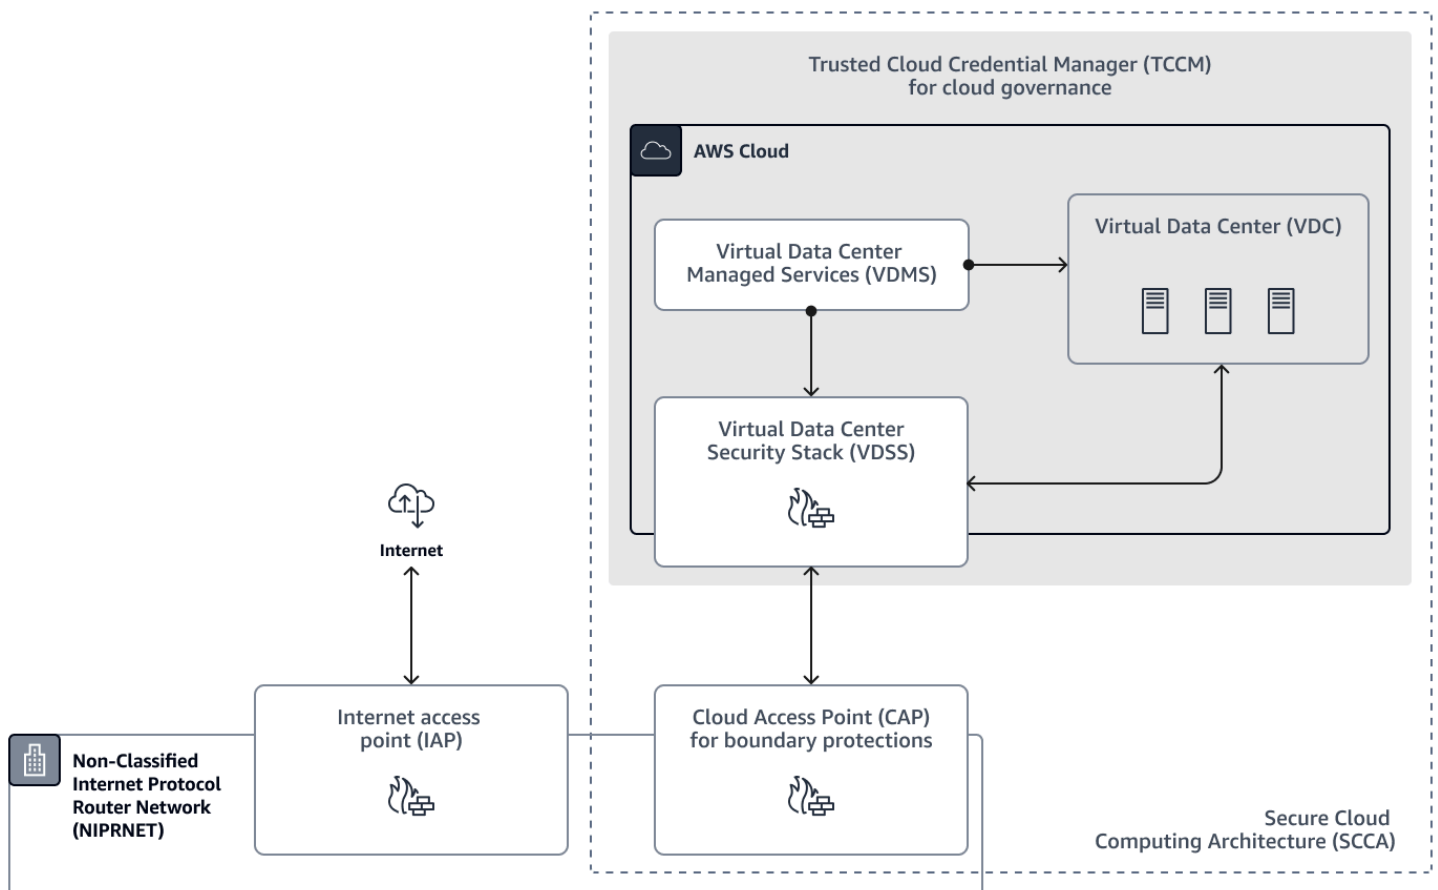 Trusted Cloud Credential Manager (TCCM)
for cloud governance
AWS Cloud
Virtual Data Center
Managed Services (VDMS)
Virtual Data Center (VDC)
Virtual Data Center
Security Stack (VDSS)
Internet
Internet access
point (IAP)
Cloud Access Point (CAP)
for boundary protections
Non-Classified
Internet Protocol
Router Network
(NIPRNET)
Secure Cloud
Computing Architecture (SCCA)